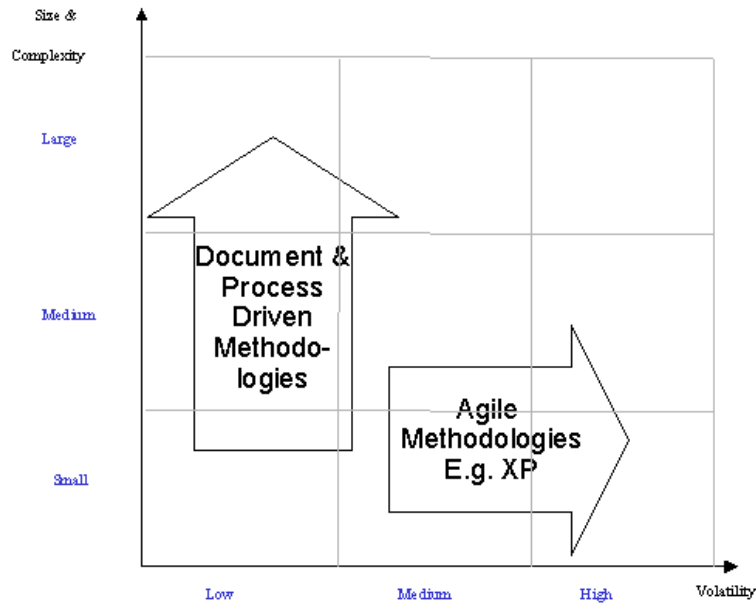 Size &
Complexity
Large
Document &
Process
Driven
Methodo-
logies
Medium
Agile
Methodologies
E.g. XP
Small
Low
Medium
High
Volatility